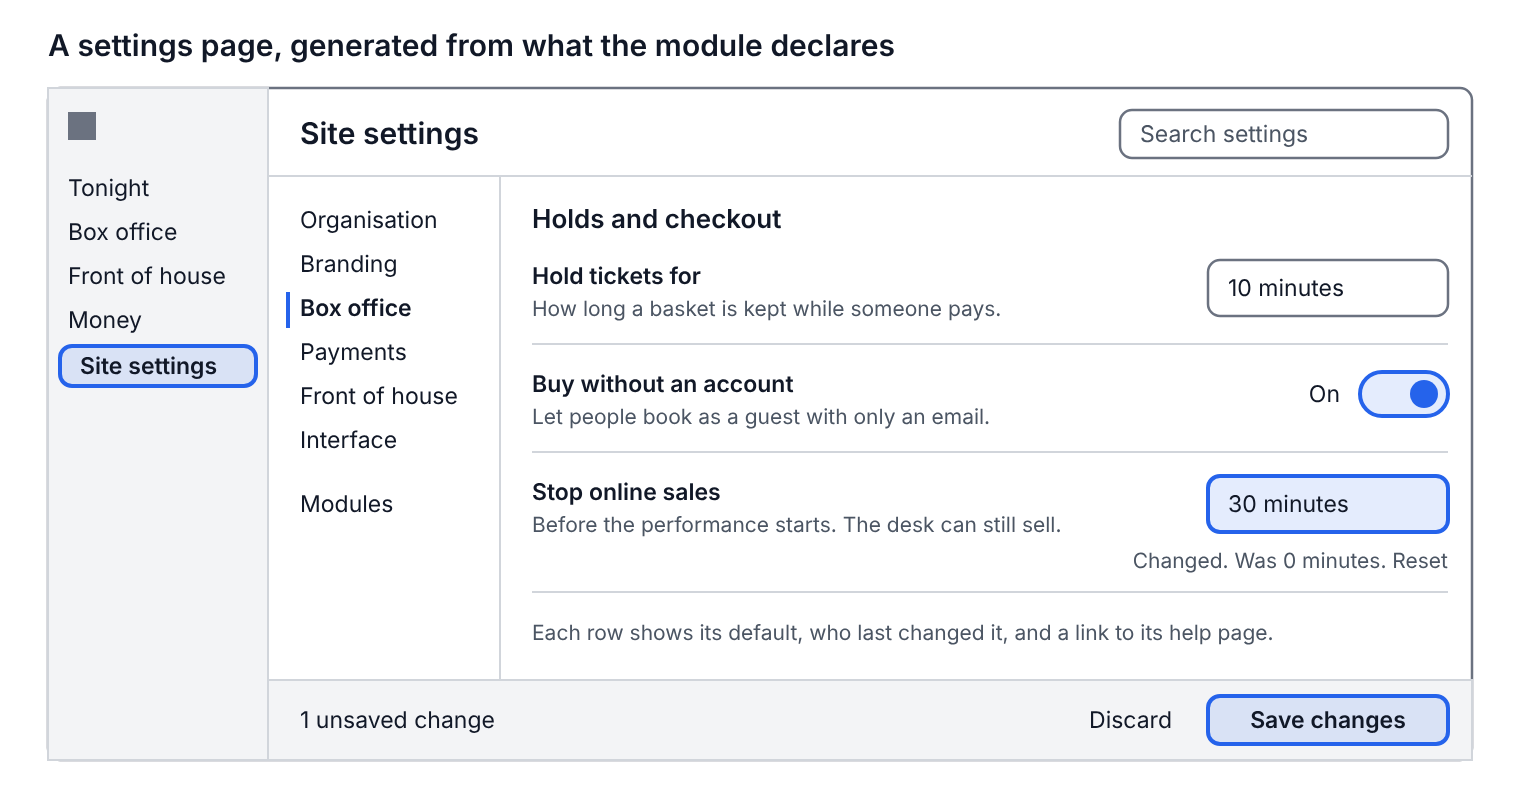 A settings page, generated from what the module declares
Tonight
Box office
Front of house
Money
Site settings
Site settings
Search settings
Organisation
Branding
Box office
Payments
Front of house
Interface
Modules
Holds and checkout
Hold tickets for
How long a basket is kept while someone pays.
10 minutes
Buy without an account
Let people book as a guest with only an email.
On
Stop online sales
Before the performance starts. The desk can still sell.
30 minutes
Changed. Was 0 minutes. Reset
Each row shows its default, who last changed it, and a link to its help page.
1 unsaved change
Discard
Save changes